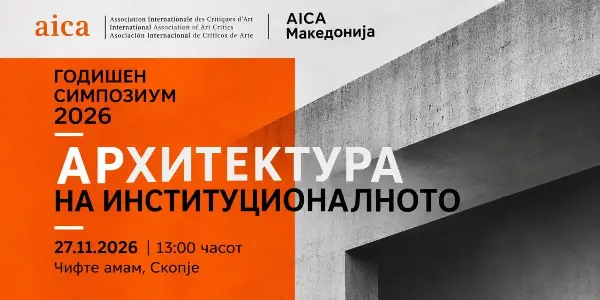 aica
Association Internationale des Critiques d'Art
International Association of Art Critics
Asociación Internacional de Críticos de Arte
AICA
Македонија
ГОДИШЕН
СИМПОЗИУМ
2026
АРХИТЕКТУРА
НА ИНСТИТУЦИОНАЛНОТО
27.11.2026 | 13:00 часот
Чифте амам, Скопје